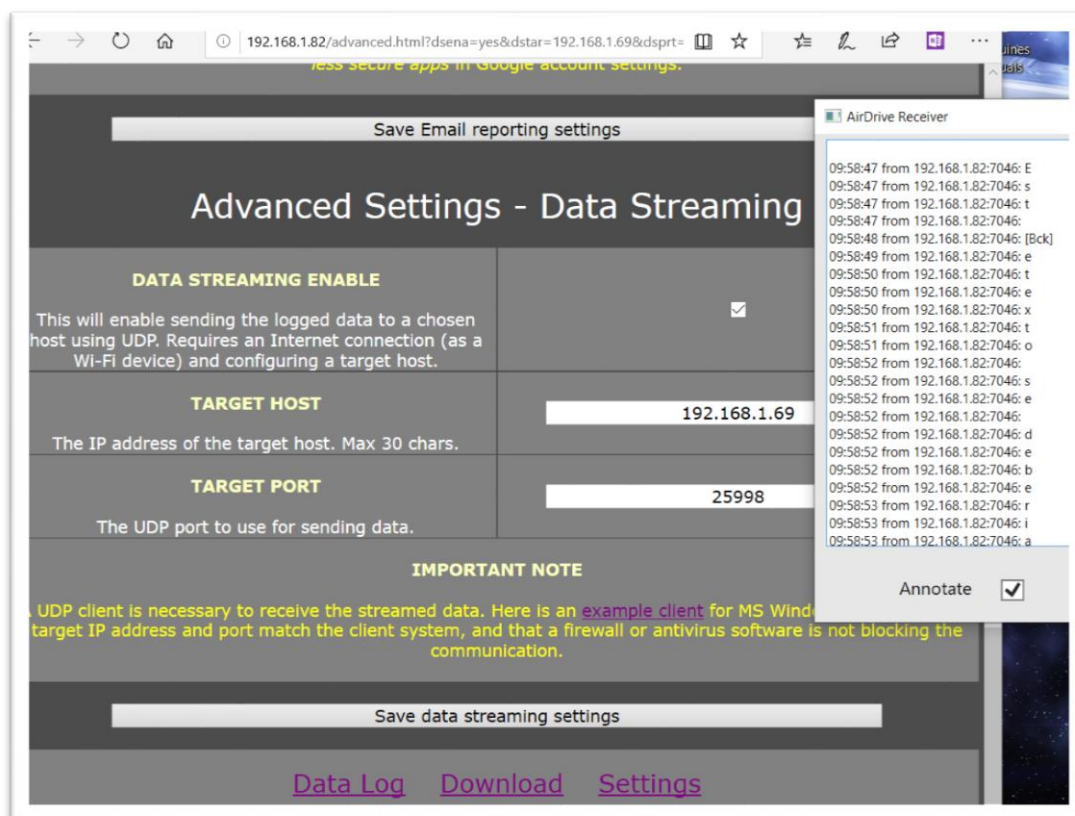 192.168.1.82/advanced.html?dsena=yes&dstar=192.168.1.69&dsprt=
less secure apps in Google account settings.
Save Email reporting settings
Advanced Settings - Data Streaming
DATA STREAMING ENABLE
This will enable sending the logged data to a chosen
host using UDP. Requires an Internet connection (as a
Wi-Fi device) and configuring a target host.
TARGET HOST
The IP address of the target host. Max 30 chars.
192.168.1.69
TARGET PORT
The UDP port to use for sending data.
25998
IMPORTANT NOTE
UDP client is necessary to receive the streamed data. Here is an example client for MS Wind
target IP address and port match the client system, and that a firewall or antivirus software is not blocking the
communication.
Save data streaming settings
Data Log Download Settings
AirDrive Receiver
09:58:47 from 192.168.1.82:7046: E
09:58:47 from 192.168.1.82:7046: s
09:58:47 from 192.168.1.82:7046: t
09:58:47 from 192.168.1.82:7046:
09:58:48 from 192.168.1.82:7046: [Bck]
09:58:49 from 192.168.1.82:7046: e
09:58:50 from 192.168.1.82:7046: t
09:58:50 from 192.168.1.82:7046: e
09:58:50 from 192.168.1.82:7046: x
09:58:51 from 192.168.1.82:7046: t
09:58:51 from 192.168.1.82:7046: o
09:58:52 from 192.168.1.82:7046:
09:58:52 from 192.168.1.82:7046: s
09:58:52 from 192.168.1.82:7046: e
09:58:52 from 192.168.1.82:7046:
09:58:52 from 192.168.1.82:7046: d
09:58:52 from 192.168.1.82:7046: e
09:58:52 from 192.168.1.82:7046: b
09:58:52 from 192.168.1.82:7046: e
09:58:53 from 192.168.1.82:7046: r
09:58:53 from 192.168.1.82:7046: i
09:58:53 from 192.168.1.82:7046: a
Annotate
uines
uais